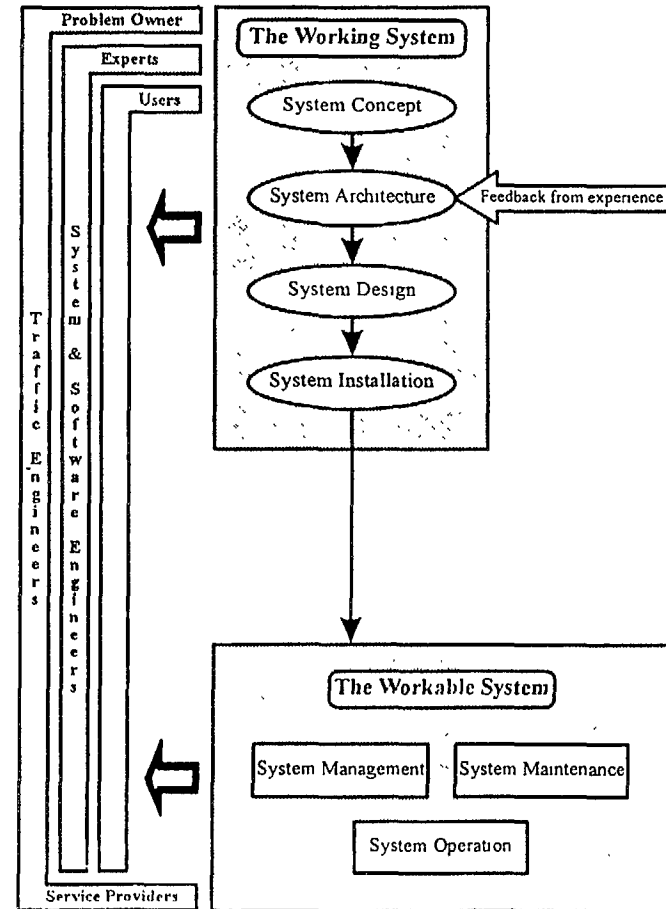 Problem Owner
Experts
Users
Traffic Engineers
System & Software Engineers
Service Providers
The Working System
System Concept
System Architecture
Feedback from experience
System Design
System Installation
The Workable System
System Management
System Maintenance
System Operation